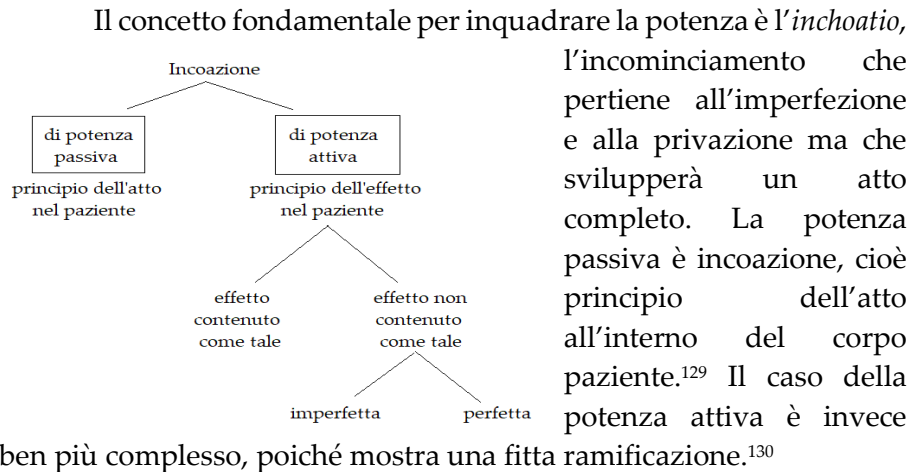 Il concetto fondamentale per inquadrare la potenza è l’inchoatio,
l’incominciamento che
pertiene all’imperfezione
e alla privazione ma che
svilupperà un atto
completo. La potenza
passiva è incoazione, cioè
principio dell’atto
all’interno del corpo
paziente.129 Il caso della
potenza attiva è invece
ben più complesso, poiché mostra una fitta ramificazione.130
Incoazione
di potenza
passiva
di potenza
attiva
principio dell'atto
nel paziente
principio dell'effetto
nel paziente
effetto
contenuto
come tale
effetto non
contenuto
come tale
imperfetta
perfetta